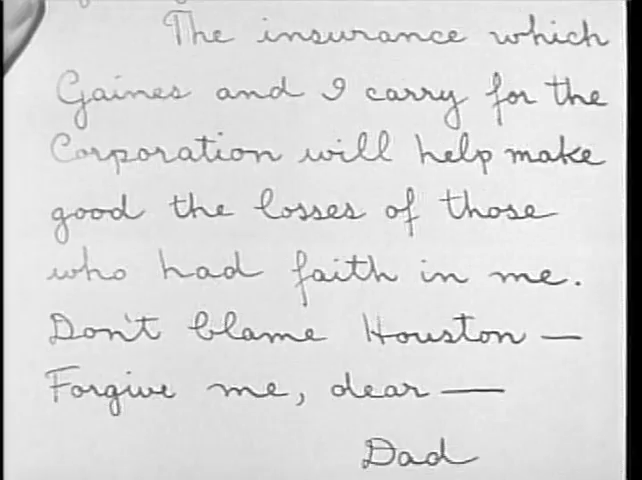 The insurance which
Gaines and I carry for the
Corporation will help make
good the losses of those
who had faith in me.
Don't blame Houston —
Forgive me, dear —
Dad